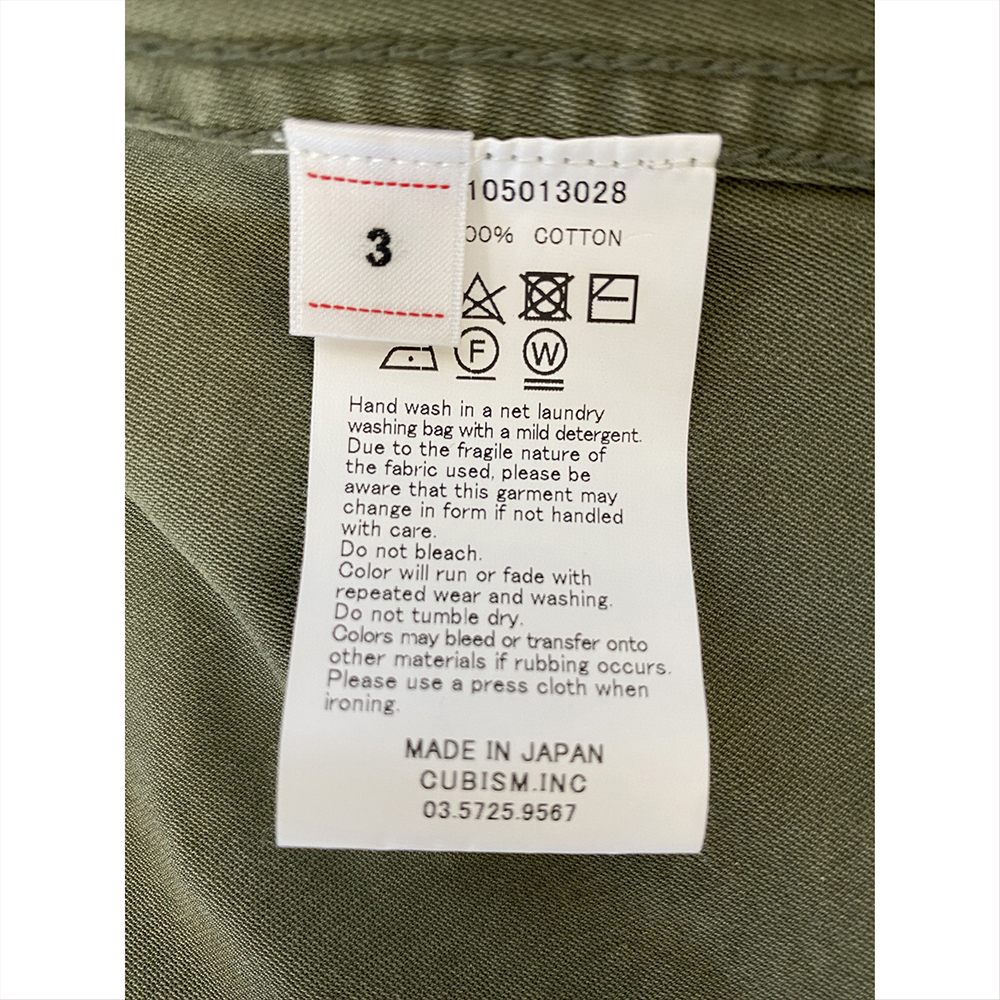 3
105013028
00% COTTON
F
W
Hand wash in a net laundry
washing bag with a mild detergent.
Due to the fragile nature of
the fabric used, please be
aware that this garment may
change in form if not handled
with care.
Do not bleach.
Color will run or fade with
repeated wear and washing.
Do not tumble dry.
Colors may bleed or transfer onto
other materials if rubbing occurs.
Please use a press cloth when
ironing.
MADE IN JAPAN
CUBISM.INC
03.5725.9567